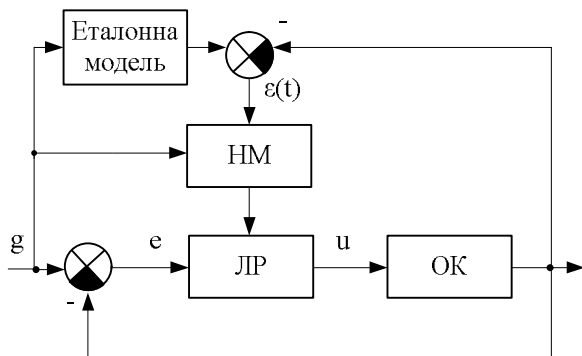 Еталонна
модель
-
ε(t)
НМ
g
e
ЛР
u
ОК
-